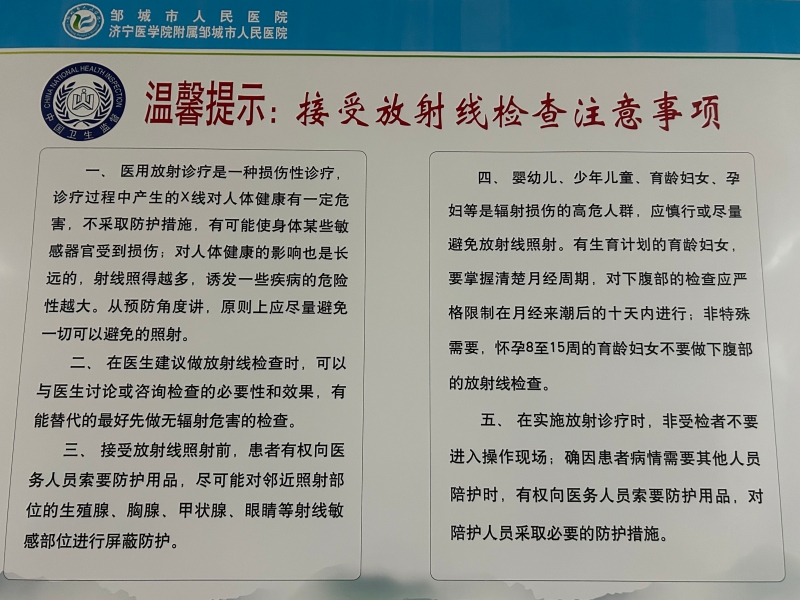 邹城市人民医院
济宁医学院附属邹城市人民医院
CHINA NATIONAL HEALTH INSPECTION
中国卫生监督
温馨提示：接受放射线检查注意事项
一、医用放射诊疗是一种损伤性诊疗，
诊疗过程中产生的X线对人体健康有一定危
害，不采取防护措施，有可能使身体某些敏
感器官受到损伤；对人体健康的影响也是长
远的，射线照得越多，诱发一些疾病的危险
性越大。从预防角度讲，原则上应尽量避免
一切可以避免的照射。
二、在医生建议做放射线检查时，可以
与医生讨论或咨询检查的必要性和效果，有
能替代的最好先做无辐射危害的检查。
三、接受放射线照射前，患者有权向医
务人员索要防护用品，尽可能对邻近照射部
位的生殖腺、胸腺、甲状腺、眼睛等射线敏
感部位进行屏蔽防护。
四、婴幼儿、少年儿童、育龄妇女、孕
妇等是辐射损伤的高危人群，应慎行或尽量
避免放射线照射。有生育计划的育龄妇女，
要掌握清楚月经周期，对下腹部的检查应严
格限制在月经来潮后的十天内进行；非特殊
需要，怀孕8至15周的育龄妇女不要做下腹部
的放射线检查。
五、在实施放射诊疗时，非受检者不要
进入操作现场；确因患者病情需要其他人员
陪护时，有权向医务人员索要防护用品，对
陪护人员采取必要的防护措施。